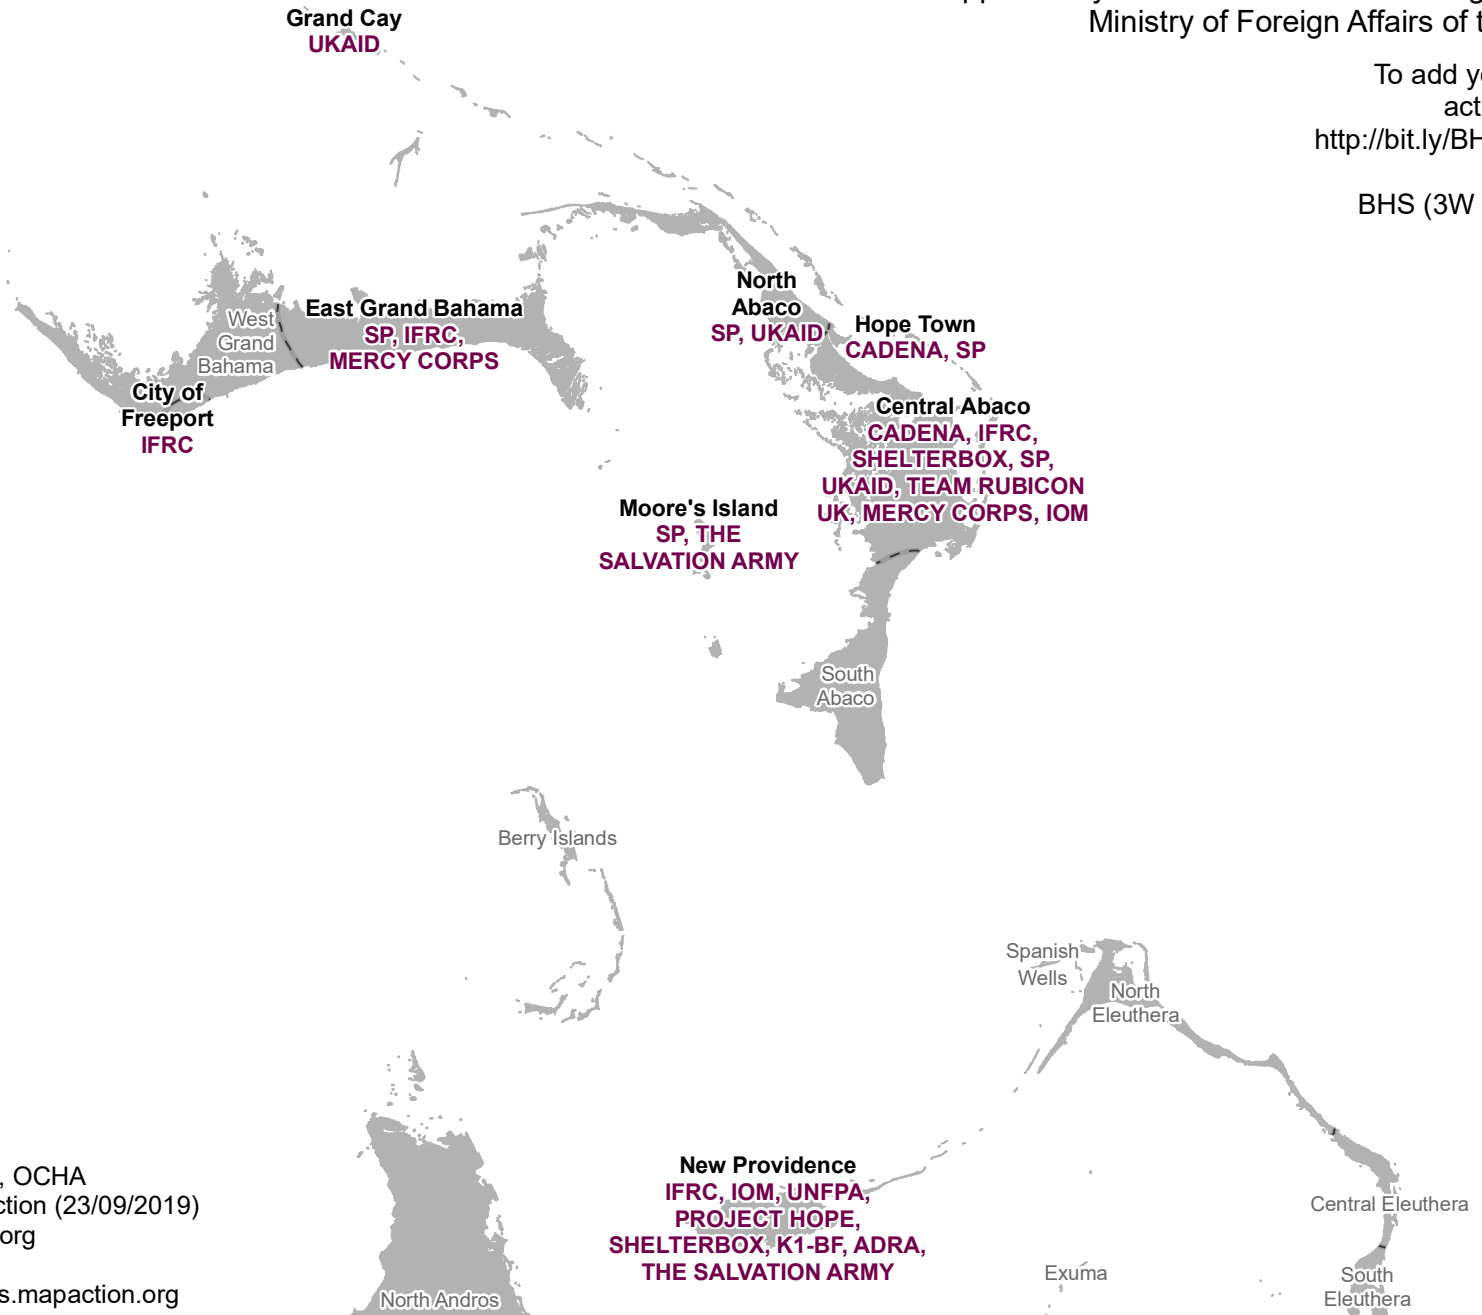 Ministry of Foreign Affairs of t
To add y
act
http://bit.ly/BH
BHS (3W
Grand Cay
UKAID
North
Abaco
SP, UKAID
Hope Town
CADENA, SP
East Grand Bahama
SP, IFRC,
MERCY CORPS
West
Grand
Bahama
City of
Freeport
IFRC
Central Abaco
CADENA, IFRC,
SHELTERBOX, SP,
UKAID, TEAM RUBICON
UK, MERCY CORPS, IOM
Moore's Island
SP, THE
SALVATION ARMY
South
Abaco
Berry Islands
Spanish
Wells
North
Eleuthera
New Providence
IFRC, IOM, UNFPA,
PROJECT HOPE,
SHELTERBOX, K1-BF, ADRA,
THE SALVATION ARMY
Central Eleuthera
South
Eleuthera
Exuma
North Andros
, OCHA
ction (23/09/2019)
org
s.mapaction.org